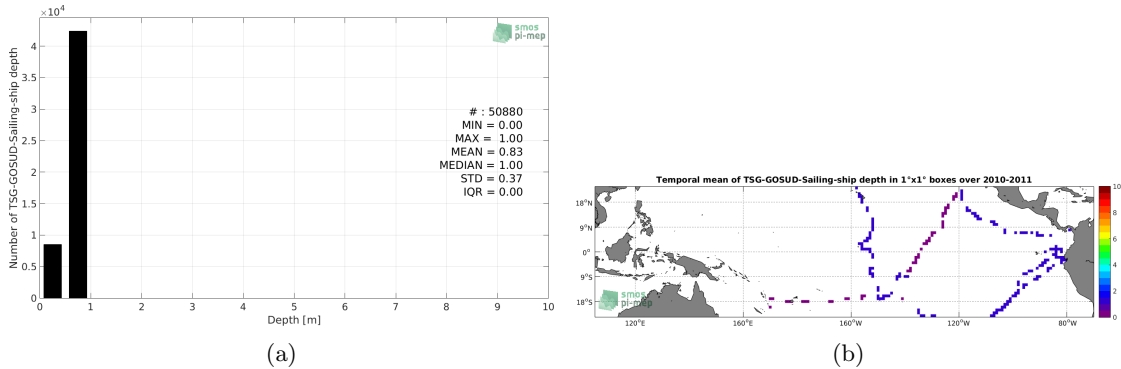 ×10⁴
4
3.5
3
2.5
2
1.5
1
0.5
0
Number of TSG-GOSUD-Sailing-ship depth
smos
pi-mep
# : 50880
MIN = 0.00
MAX = 1.00
MEAN = 0.83
MEDIAN = 1.00
STD = 0.37
IQR = 0.00
0 1 2 3 4 5 6 7 8 9 10
Depth [m]
(a)
Temporal mean of TSG-GOSUD-Sailing-ship depth in 1°x1° boxes over 2010-2011
18°N
9°N
0°
9°S
18°S
smos
pi-mep
120°E 160°E 160°W 120°W 80°W
10
8
6
4
2
0
(b)